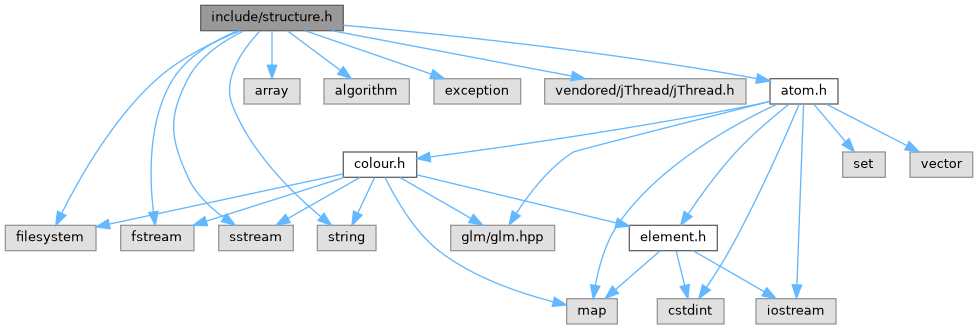 include/structure.h
array
algorithm
exception
vendored/jThread/jThread.h
atom.h
colour.h
set
vector
filesystem
fstream
sstream
string
glm/glm.hpp
element.h
map
cstdint
iostream